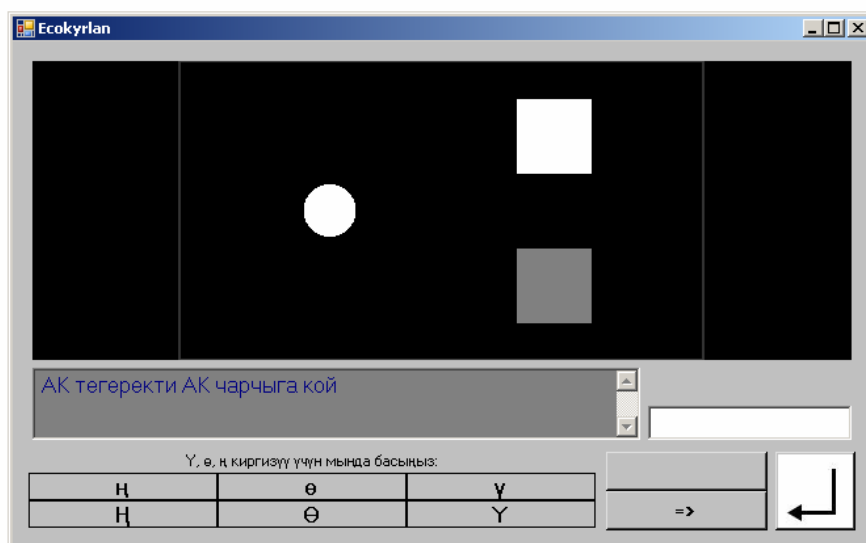 Ecokyrlan
АК тегеректи АК чарчыга кой
Ү, ө, ң киргизүү үчүн мында басыңыз:
ң ө ү
Ң Ө Ү
=>